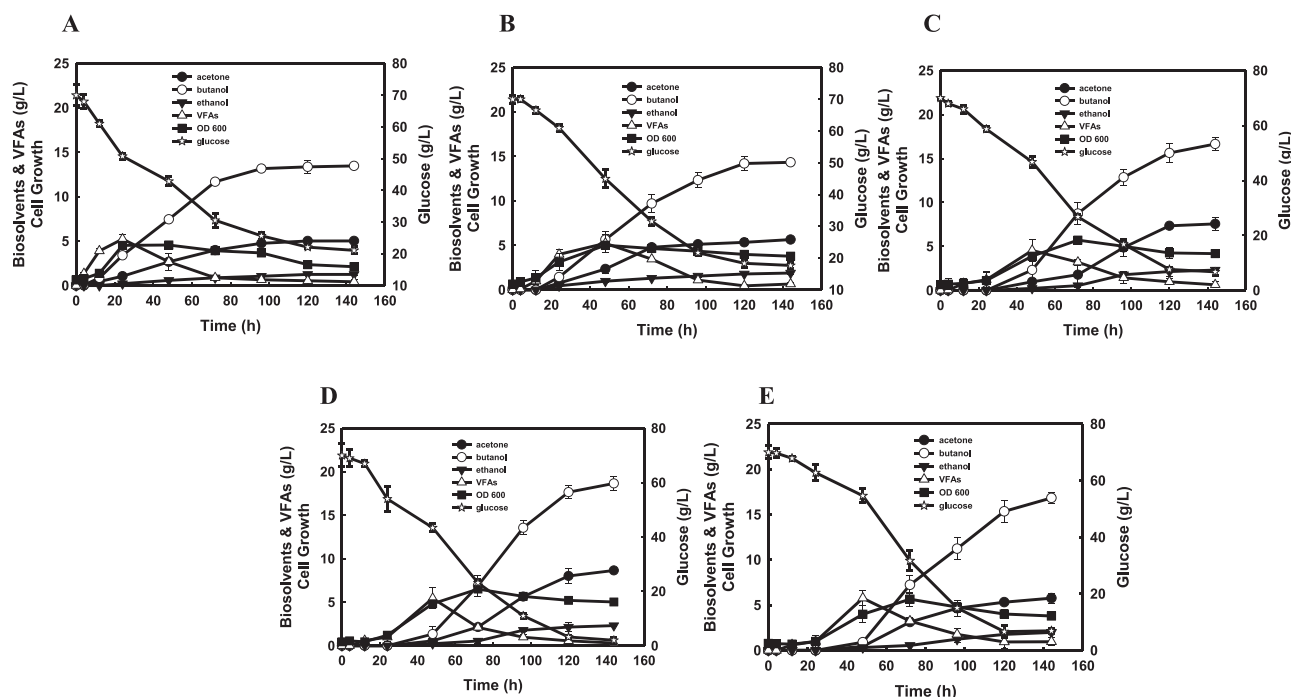 A
Biosolvents & VFAs (g/L)
Cell Growth
25
20
15
10
5
0
acetone
butanol
ethanol
VFAs
OD 600
glucose
80
70
60
50
40
30
20
10
Glucose (g/L)
0 20 40 60 80 100 120 140 160
Time (h)
B
Biosolvents & VFAs (g/L)
Cell Growth
25
20
15
10
5
0
acetone
butanol
ethanol
VFAs
OD 600
glucose
80
70
60
50
40
30
20
10
Glucose (g/L)
0 20 40 60 80 100 120 140 160
Time (h)
C
Biosolvents & VFAs (g/L)
Cell Growth
25
20
15
10
5
0
acetone
butanol
ethanol
VFAs
OD 600
glucose
80
60
40
20
0
Glucose (g/L)
0 20 40 60 80 100 120 140 160
Time (h)
D
Biosolvents & VFAs (g/L)
Cell Growth
25
20
15
10
5
0
acetone
butanol
ethanol
VFAs
OD 600
glucose
80
60
40
20
0
Glucose (g/L)
0 20 40 60 80 100 120 140 160
Time (h)
E
Biosolvents & VFAs (g/L)
Cell Growth
25
20
15
10
5
0
acetone
butanol
ethanol
VFAs
OD 600
glucose
80
60
40
20
0
Glucose (g/L)
0 20 40 60 80 100 120 140 160
Time (h)